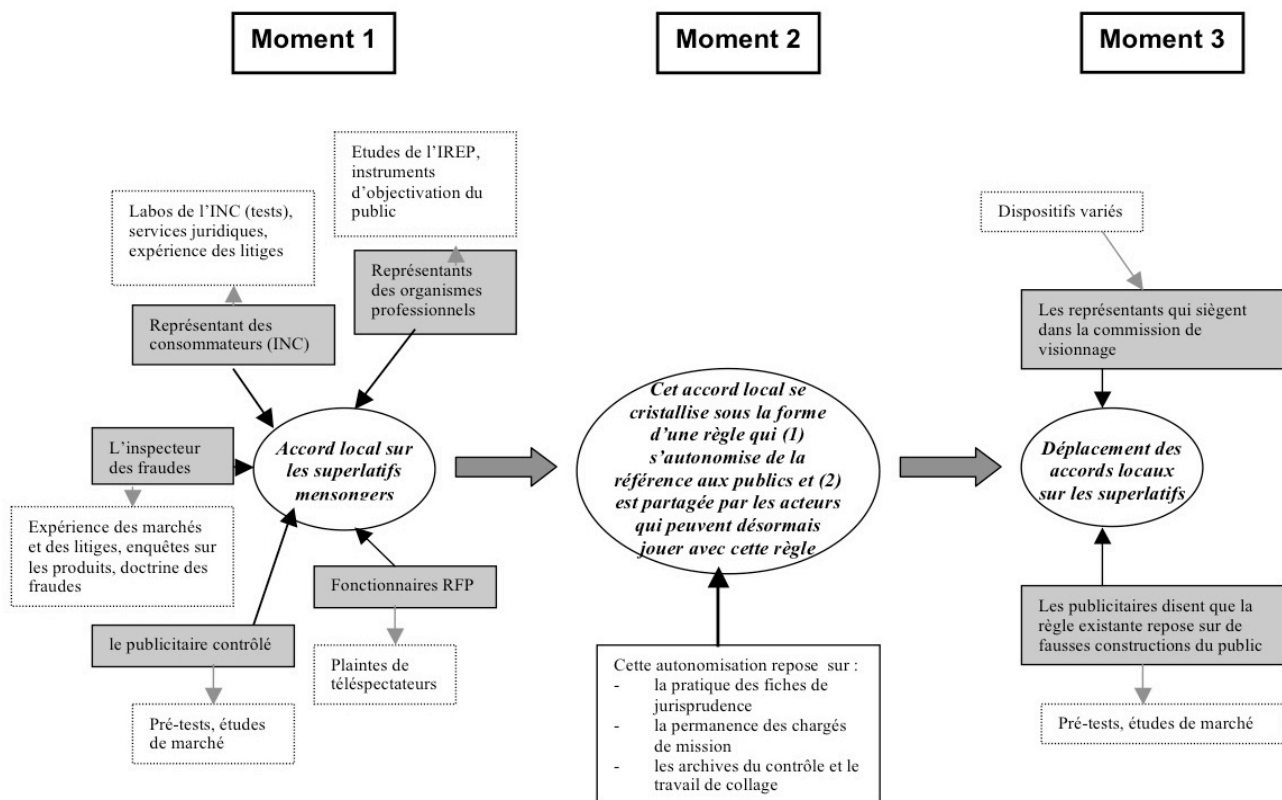 Moment 1
Moment 2
Moment 3
Etudes de l'IREP,
instruments
d'objectivation du
public
Labos de l'INC (tests),
services juridiques,
expérience des litiges
Représentants
des organismes
professionnels
Représentant des
consommateurs (INC)
L'inspecteur
des fraudes
Accord local sur
les superlatifs
mensongers
Expérience des marchés
et des litiges, enquêtes sur
les produits, doctrine des
fraudes
Fonctionnaires RFP
le publicitaire contrôlé
Plaintes de
téléspectateurs
Pré-tests, études
de marché
Cet accord local se
cristallise sous la forme
d'une règle qui (1)
s'autonomise de la
référence aux publics et (2)
est partagée par les acteurs
qui peuvent désormais
jouer avec cette règle
Cette autonomisation repose sur :
- la pratique des fiches de
jurisprudence
- la permanence des chargés
de mission
- les archives du contrôle et le
travail de collage
Dispositifs variés
Les représentants qui siègent
dans la commission de
visionnage
Déplacement des
accords locaux
sur les superlatifs
Les publicitaires disent que la
règle existante repose sur de
fausses constructions du public
Pré-tests, études de marché